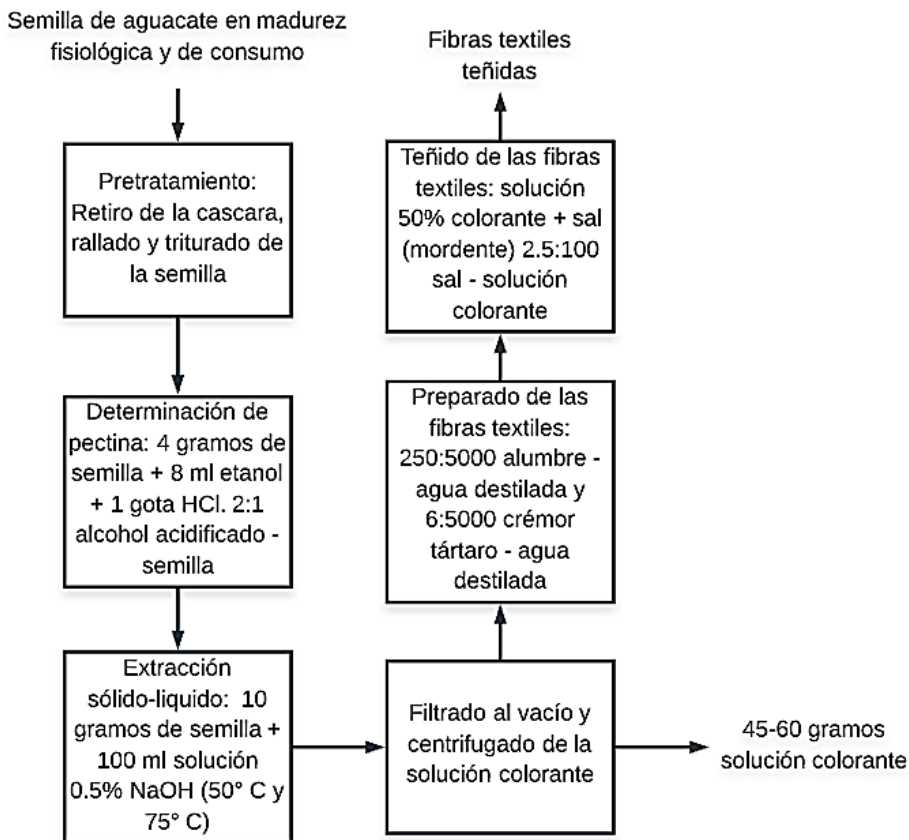 Semilla de aguacate en madurez
fisiológica y de consumo
Pretratamiento:
Retiro de la cascara,
rallado y triturado de
la semilla
Determinación de
pectina: 4 gramos de
semilla + 8 ml etanol
+ 1 gota HCl. 2:1
alcohol acidificado -
semilla
Extracción
sólido-liquido: 10
gramos de semilla +
100 ml solución
0.5% NaOH (50° C y
75° C)
Filtrado al vacío y
centrifugado de la
solución colorante
45-60 gramos
solución colorante
Preparado de las
fibras textiles:
250:5000 alumbre -
agua destilada y
6:5000 crémor
tártaro - agua
destilada
Teñido de las fibras
textiles: solución
50% colorante + sal
(mordente) 2.5:100
sal - solución
colorante
Fibras textiles
teñidas